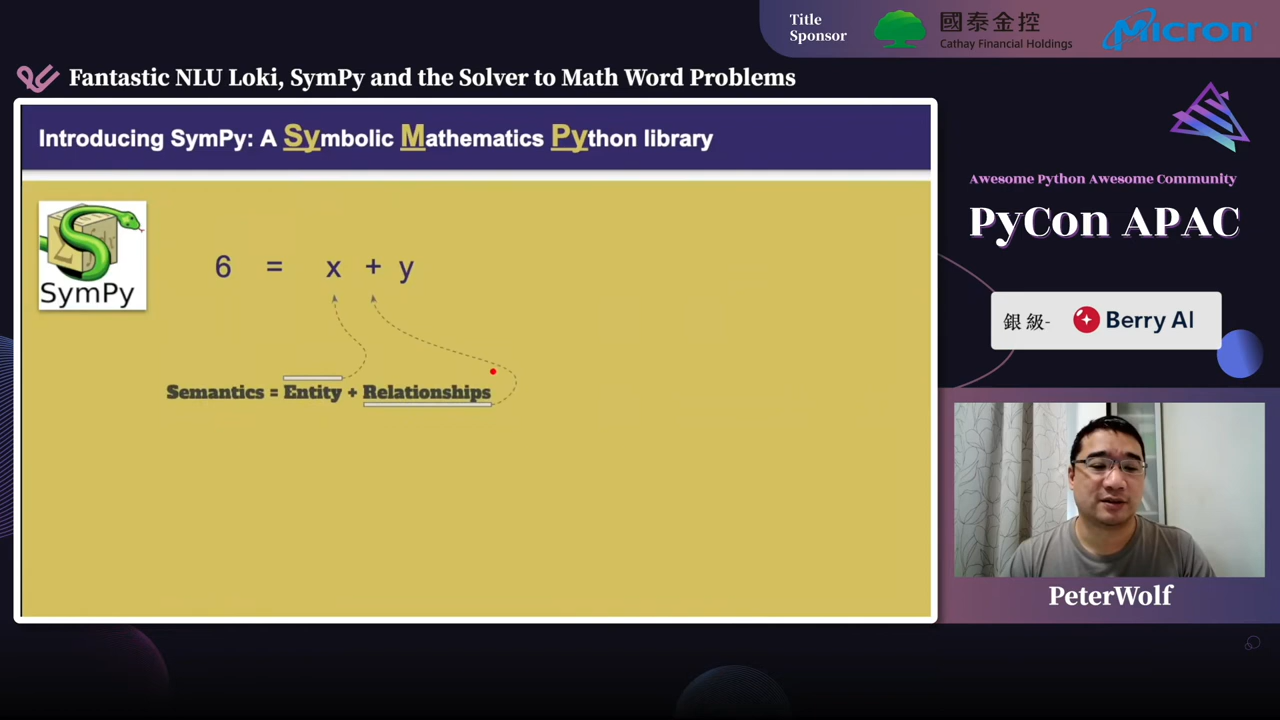 Title
Sponsor
國泰金控
Cathay Financial Holdings
Micron
Fantastic NLU Loki, SymPy and the Solver to Math Word Problems
Introducing SymPy: A Symbolic Mathematics Python library
SymPy
6 = x + y
Semantics = Entity + Relationships
Awesome Python Awesome Community
PyCon APAC
銀級-
Berry AI
PeterWolf